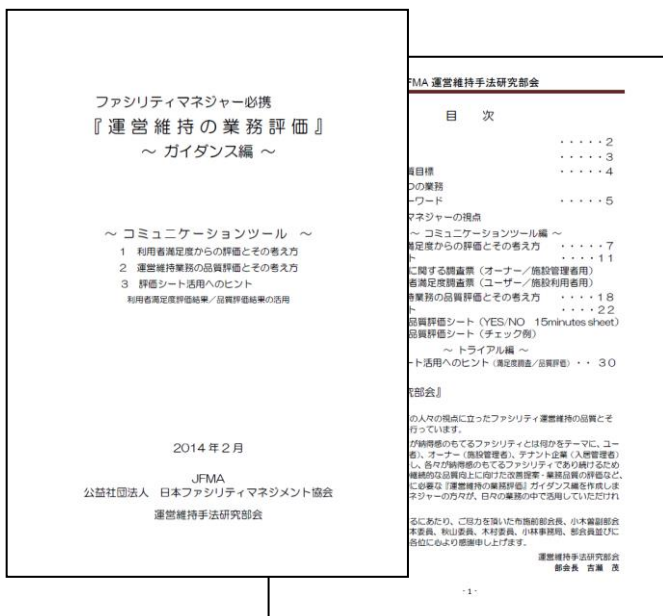 ファシリティマネジャー必携
『運営維持の業務評価』
～ ガイダンス編 ～
～ コミュニケーションツール ～
1 利用者満足度からの評価とその考え方
2 運営維持業務の品質評価とその考え方
3 評価シート活用へのヒント
利用者満足度評価結果／品質評価結果の活用
2014年2月
JFMA
公益社団法人 日本ファシリティマネジメント協会
運営維持手法研究部会
FMA 運営維持手法研究部会
目 次
・・・・・2
・・・・・3
質目標 ・・・・・4
つの業務
ーワード ・・・・・5
マネジャーの視点
～ コミュニケーションツール編 ～
満足度からの評価とその考え方 ・・・・・7
ト ・・・・11
に関する調査票（オーナー／施設管理者用）
者満足度調査票（ユーザー／施設利用者用）
持業務の品質評価とその考え方 ・・・・18
ト ・・・・22
品質評価シート（YES/NO 15minutes sheet）
品質評価シート（チェック例）
～ トライアル編 ～
ート活用へのヒント（満足度調査／品質評価）・・ 30
究部会』
の人々の視点に立ったファシリティ運営維持の品質とそ
行っています。
が納得感のもてるファシリティとは何かをテーマに、ユー
者）、オーナー（施設管理者）、テナント企業（入居管理者）
し、各々が納得感のもてるファシリティであり続けるため
継続的な品質向上に向けた改善提案・業務品質の評価など、
に必要な『運営維持の業務評価』ガイダンス編を作成しま
ネジャーの方々が、日々の業務の中で活用していただけれ
るにあたり、ご尽力を頂いた布施前部会長、小木曽副部会
本委員、秋山委員、木村委員、小林事務局、部会員並びに
各位に心より感謝申し上げます。
運営維持手法研究部会
部会長 吉瀬 茂
- 1 -